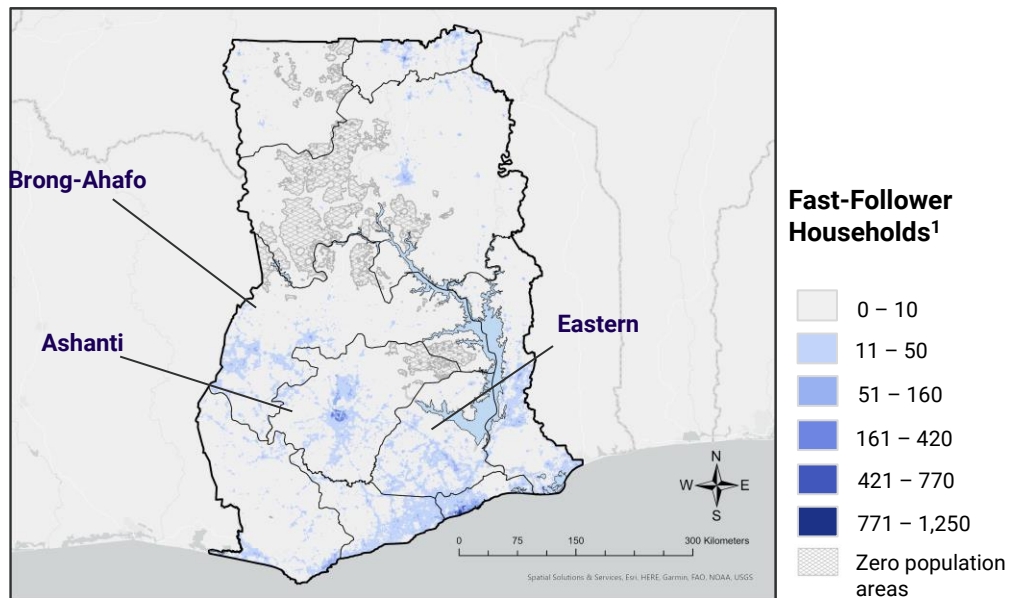 Brong-Ahafo
Ashanti
Eastern
N
W
E
S
0
75
150
300 Kilometers
Spatial Solutions & Services, Esri, HERE, Garmin, FAO, NOAA, USGS
Fast-Follower
Households¹
0 – 10
11 – 50
51 – 160
161 – 420
421 – 770
771 – 1,250
Zero population
areas